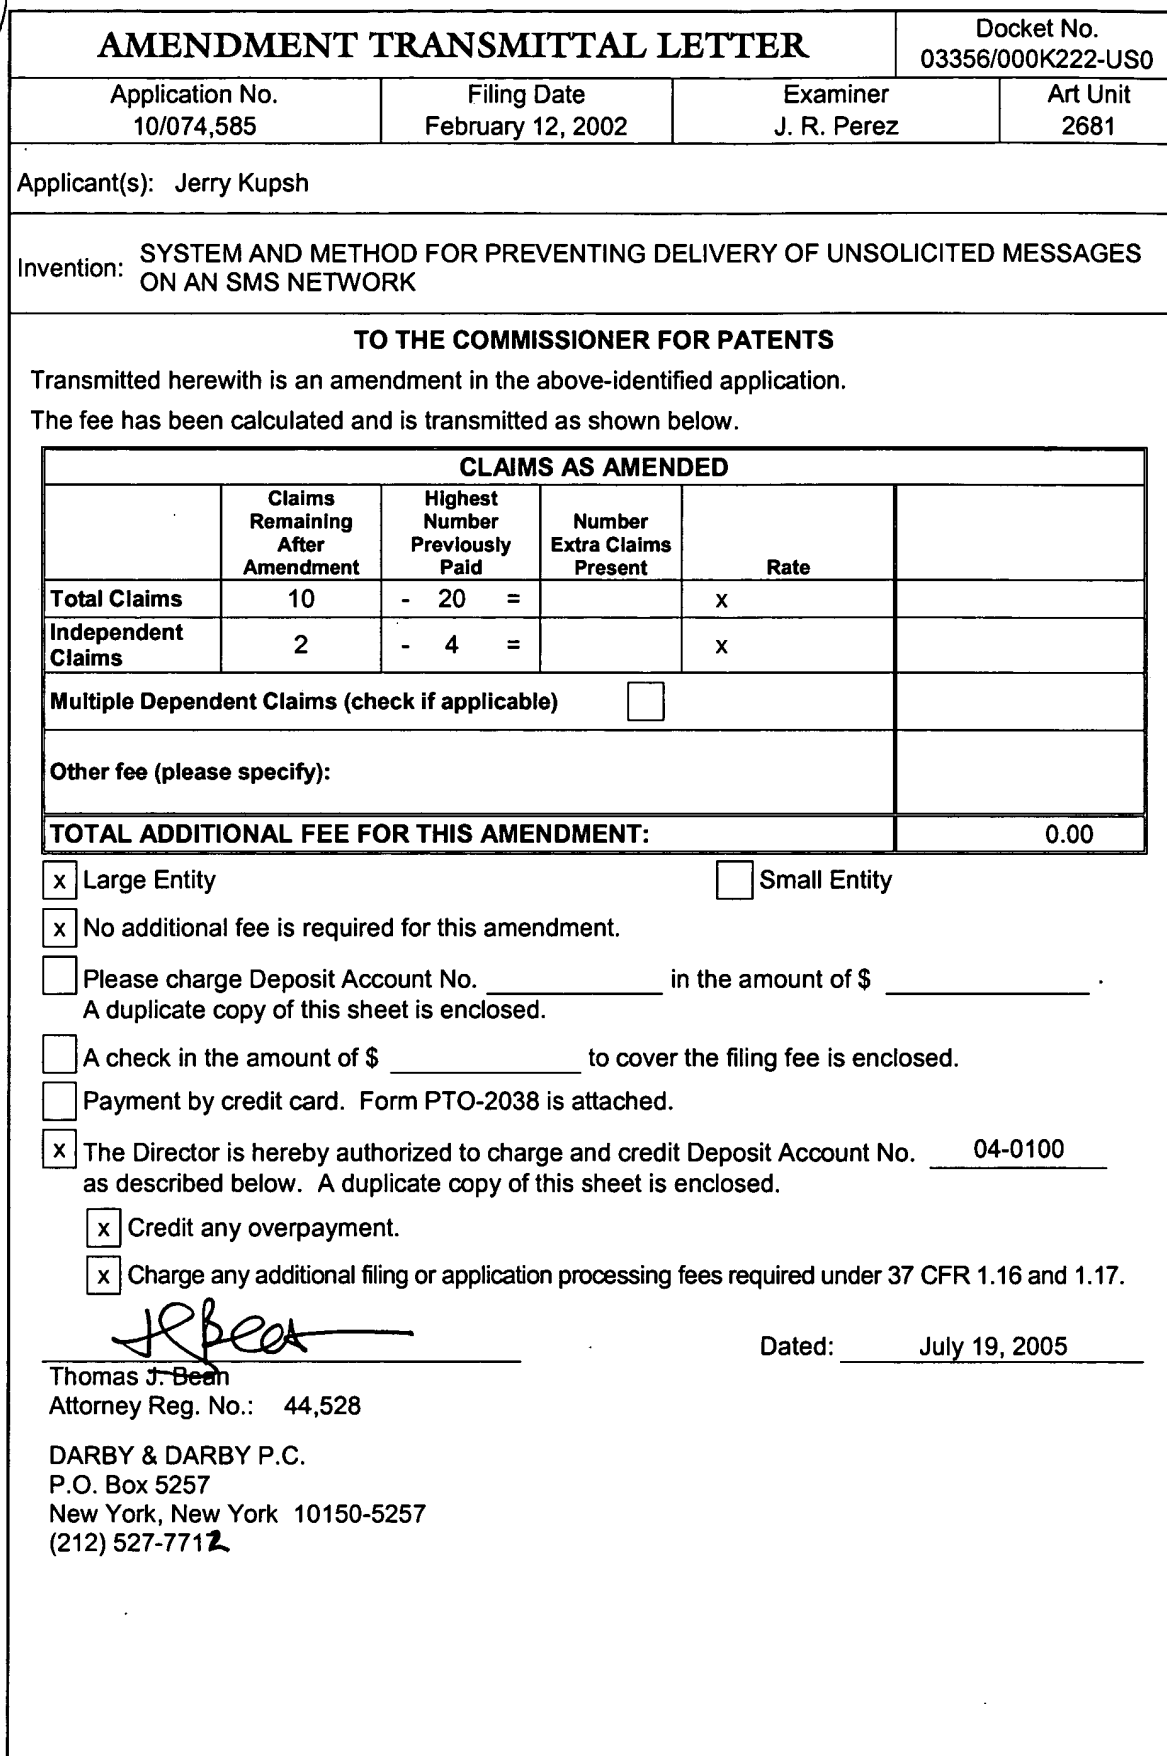 AMENDMENT TRANSMITTAL LETTER
Docket No.
03356/000K222-US0
Application No.
10/074,585
Filing Date
February 12, 2002
Examiner
J. R. Perez
Art Unit
2681
Applicant(s): Jerry Kupsh
Invention: SYSTEM AND METHOD FOR PREVENTING DELIVERY OF UNSOLICITED MESSAGES
ON AN SMS NETWORK
TO THE COMMISSIONER FOR PATENTS
Transmitted herewith is an amendment in the above-identified application.
The fee has been calculated and is transmitted as shown below.
CLAIMS AS AMENDED
Claims
Remaining
After
Amendment
Highest
Number
Previously
Paid
Number
Extra Claims
Present
Rate
Total Claims 10 - 20 = x
Independent
Claims 2 - 4 = x
Multiple Dependent Claims (check if applicable)
Other fee (please specify):
TOTAL ADDITIONAL FEE FOR THIS AMENDMENT: 0.00
x Large Entity Small Entity
x No additional fee is required for this amendment.
Please charge Deposit Account No. in the amount of $ .
A duplicate copy of this sheet is enclosed.
A check in the amount of $ to cover the filing fee is enclosed.
Payment by credit card. Form PTO-2038 is attached.
x The Director is hereby authorized to charge and credit Deposit Account No. 04-0100
as described below. A duplicate copy of this sheet is enclosed.
x Credit any overpayment.
x Charge any additional filing or application processing fees required under 37 CFR 1.16 and 1.17.
Dated: July 19, 2005
Thomas J. Bean
Attorney Reg. No.: 44,528
DARBY & DARBY P.C.
P.O. Box 5257
New York, New York 10150-5257
(212) 527-7712